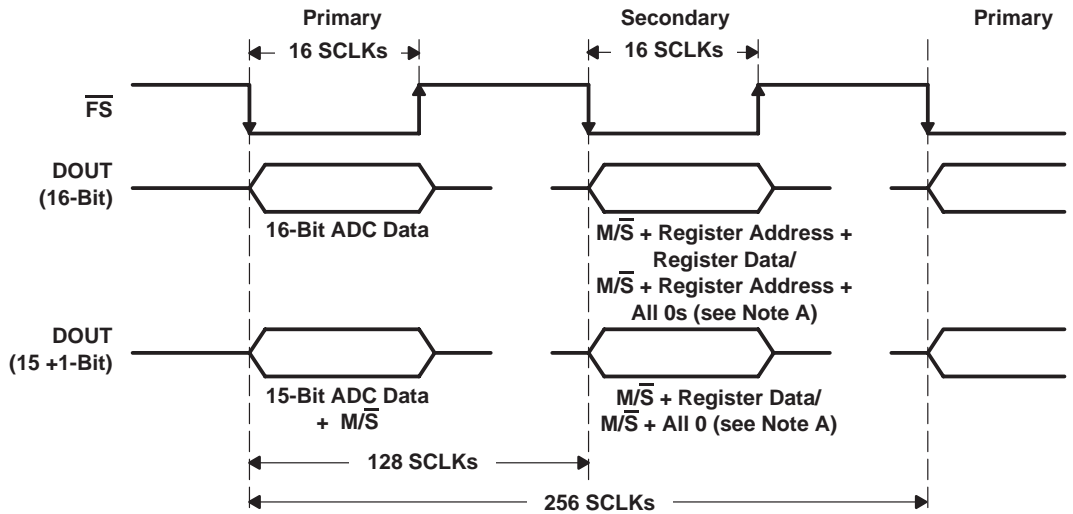 Primary Secondary Primary
16 SCLKs 16 SCLKs
F̅S̅
DOUT
(16-Bit)
16-Bit ADC Data
M/S̅ + Register Address +
Register Data/
M/S̅ + Register Address +
All 0s (see Note A)
DOUT
(15 +1-Bit)
15-Bit ADC Data
+ M/S̅
M/S̅ + Register Data/
M/S̅ + All 0 (see Note A)
128 SCLKs
256 SCLKs